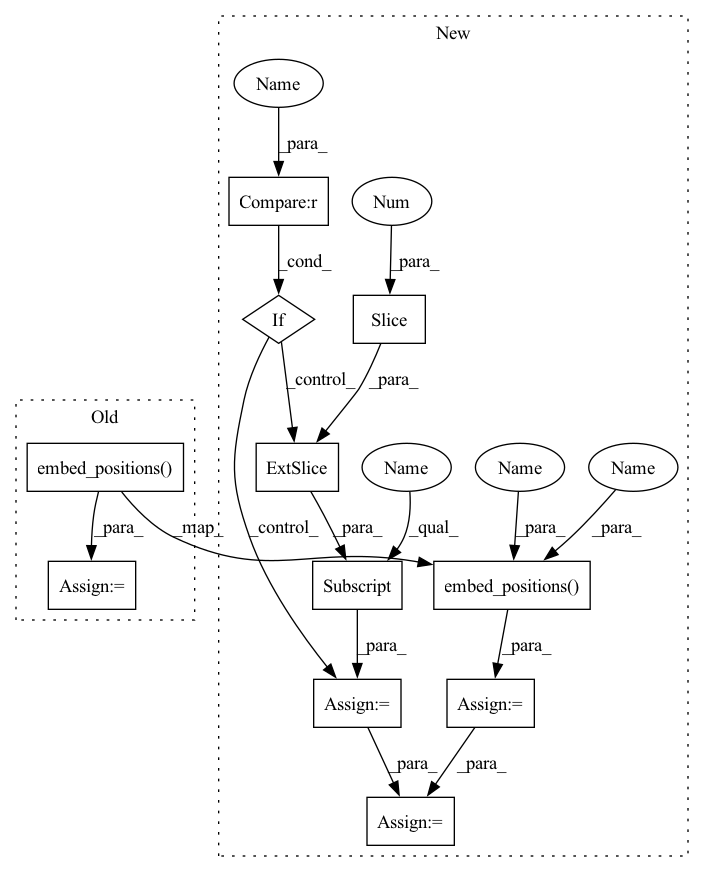 New
Name
_para_
Compare:r
Num
_cond_
_para_
If
Slice
_control_
_para_
Old
embed_positions()
ExtSlice
Name
Name
Name
_para_
_map_
_control_
_para_
_qual_
_para_
_para_
Assign:=
Subscript
embed_positions()
_para_
_para_
Assign:=
Assign:=
_para_
_para_
Assign:=